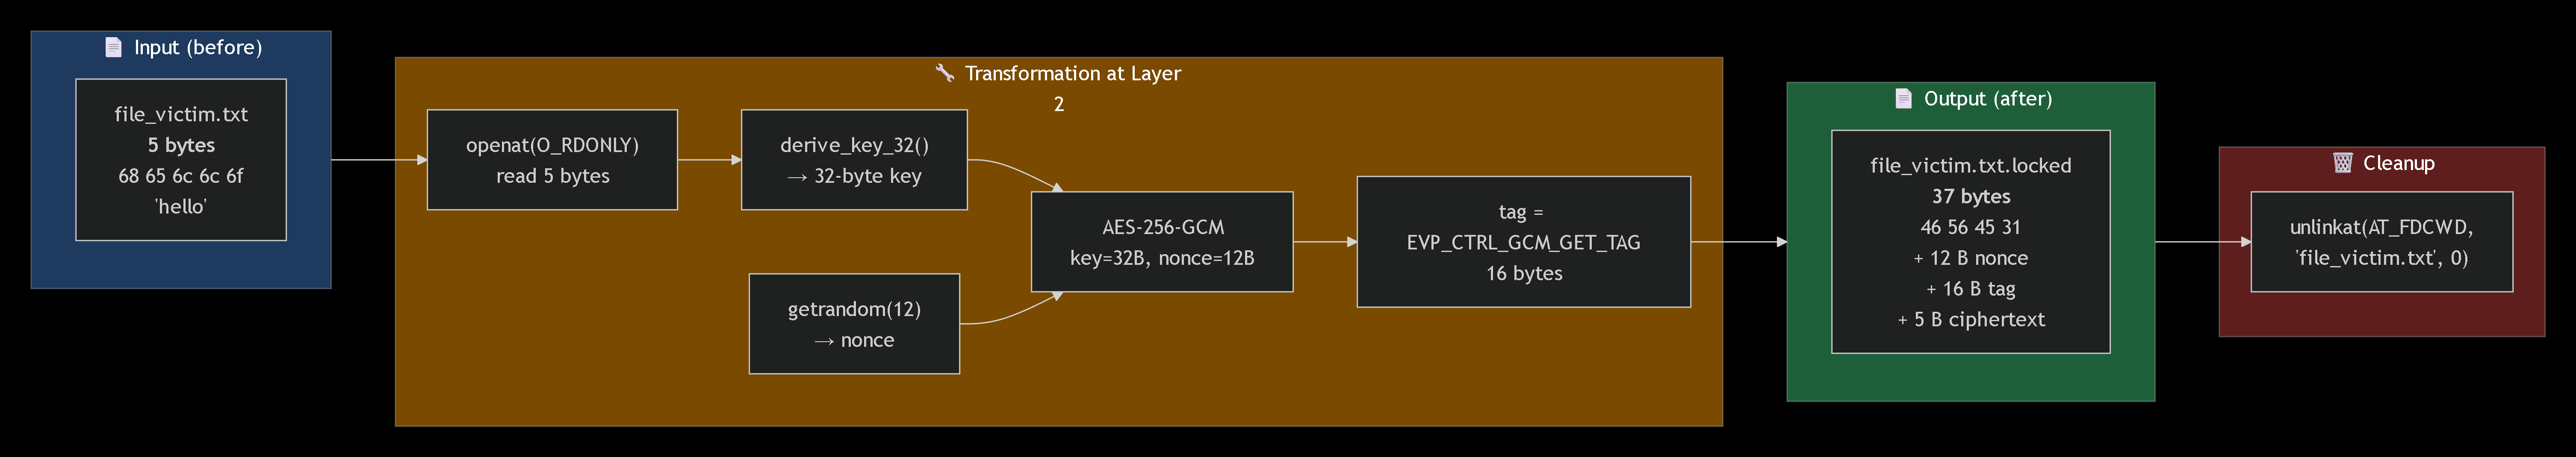 Input (before)
file_victim.txt
5 bytes
68 65 6c 6c 6f
'hello'
Transformation at Layer
2
openat(O_RDONLY)
read 5 bytes
derive_key_32()
→ 32-byte key
getrandom(12)
→ nonce
AES-256-GCM
key=32B, nonce=12B
tag =
EVP_CTRL_GCM_GET_TAG
16 bytes
Output (after)
file_victim.txt.locked
37 bytes
46 56 45 31
+ 12 B nonce
+ 16 B tag
+ 5 B ciphertext
Cleanup
unlinkat(AT_FDCWD,
'file_victim.txt', 0)